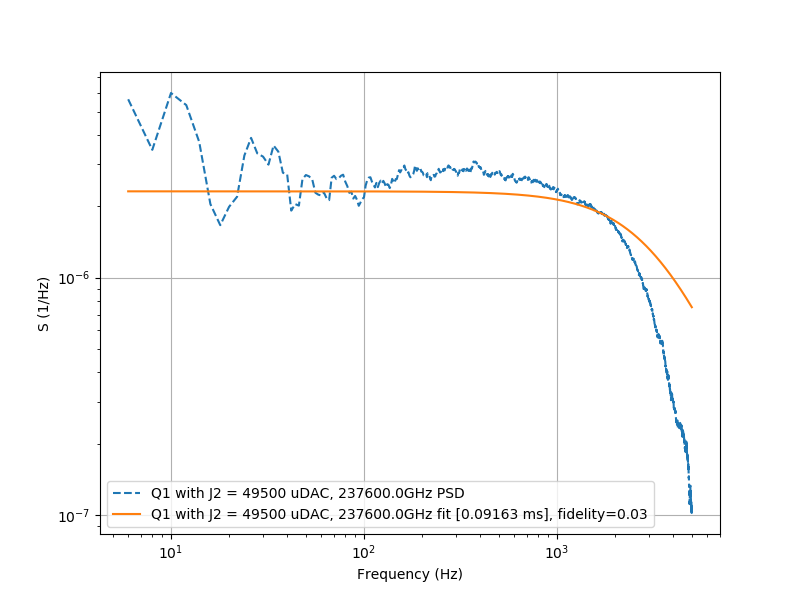 10⁻⁶
10⁻⁷
S (1/Hz)
Q1 with J2 = 49500 uDAC, 237600.0GHz PSD
Q1 with J2 = 49500 uDAC, 237600.0GHz fit [0.09163 ms], fidelity=0.03
10¹ 10² 10³
Frequency (Hz)